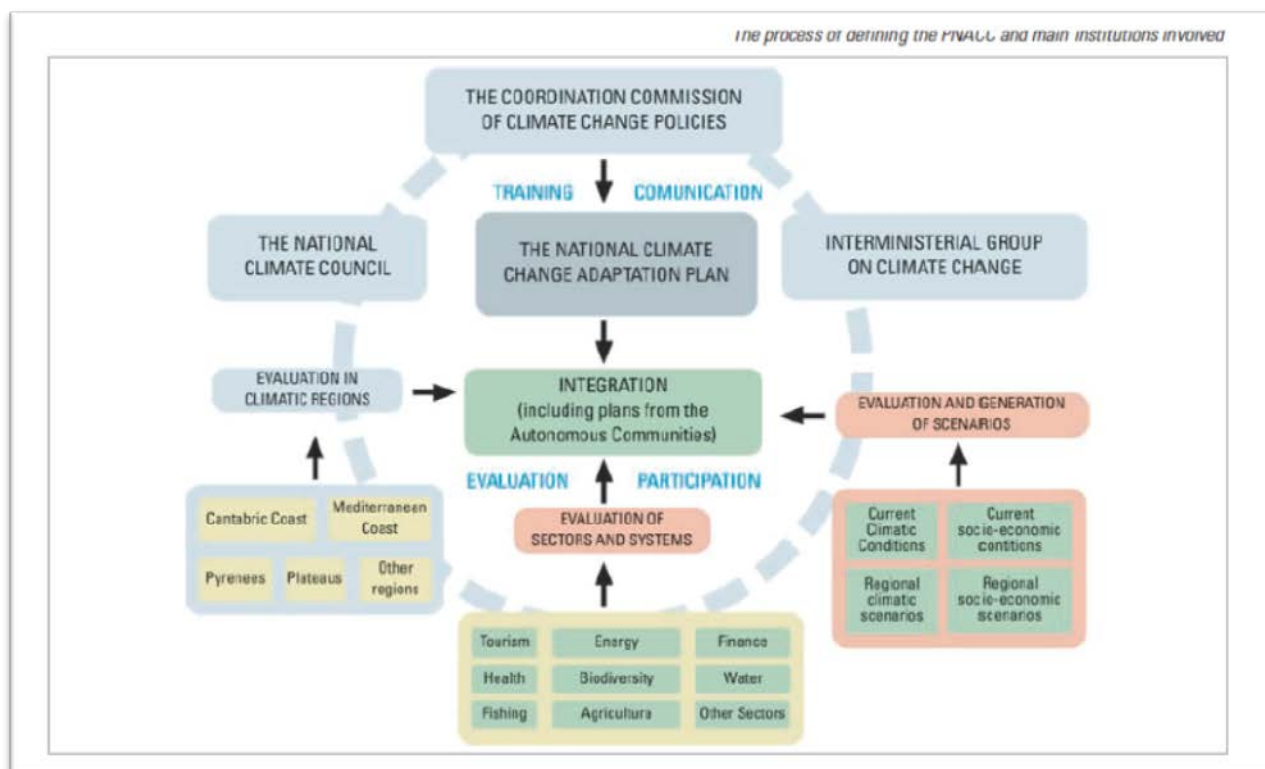 The process of defining the PNACC and main institutions involved
THE COORDINATION COMMISSION
OF CLIMATE CHANGE POLICIES
TRAINING
COMUNICATION
THE NATIONAL
CLIMATE COUNCIL
THE NATIONAL CLIMATE
CHANGE ADAPTATION PLAN
INTERMINISTERIAL GROUP
ON CLIMATE CHANGE
EVALUATION IN
CLIMATIC REGIONS
INTEGRATION
(including plans from the
Autonomous Communities)
EVALUATION AND GENERATION
OF SCENARIOS
EVALUATION
PARTICIPATION
EVALUATION OF
SECTORS AND SYSTEMS
Cantabric Coast
Mediterranean
Coast
Pyrenees
Plateaus
Other
regions
Current
Climatic
Conditions
Current
socio-economic
contitions
Regional
climatic
scenarios
Regional
socio-economic
scenarios
Tourism
Energy
Finance
Health
Biodiversity
Water
Fishing
Agricultura
Other Sectors